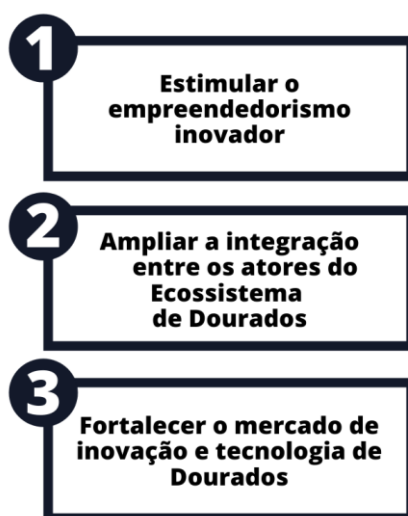 1
Estimular o
empreendedorismo
inovador
2
Ampliar a integração
entre os atores do
Ecossistema
de Dourados
3
Fortalecer o mercado de
inovação e tecnologia de
Dourados